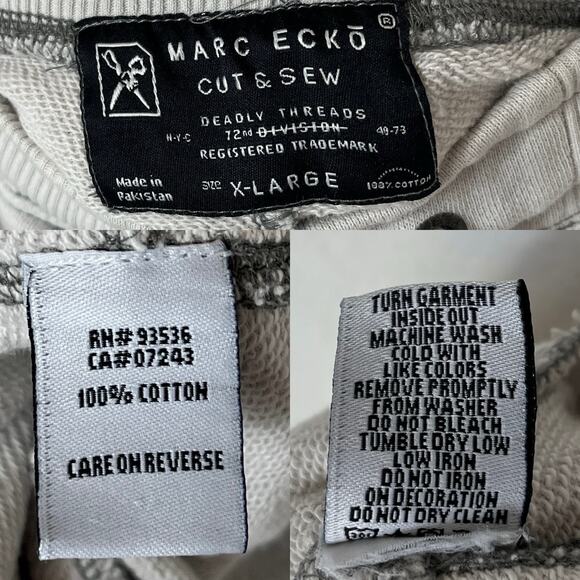 MARC ECKŌ ®
CUT & SEW
DEADLY THREADS
N-Y-C 72nd DIVISION 49-73
REGISTERED TRADEMARK
Made in
Pakistan
SIZE X-LARGE
100% COTTON
RN# 93536
CA# 07243
100% COTTON
CARE ON REVERSE
TURN GARMENT
INSIDE OUT
MACHINE WASH
COLD WITH
LIKE COLORS
REMOVE PROMPTLY
FROM WASHER
DO NOT BLEACH
TUMBLE DRY LOW
LOW IRON
DO NOT IRON
ON DECORATION
DO NOT DRY CLEAN